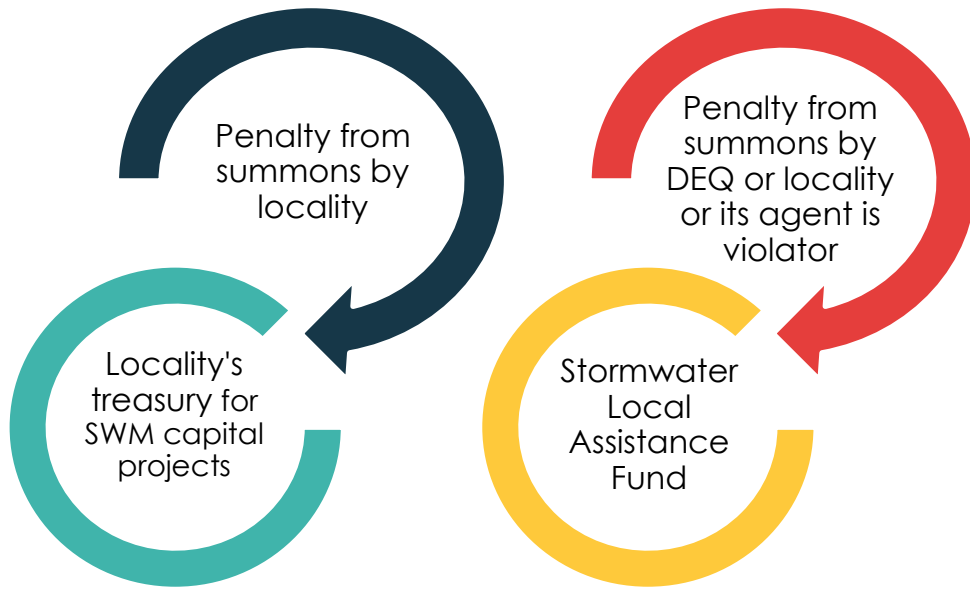 Penalty from
summons by
locality
Locality's
treasury for
SWM capital
projects
Penalty from
summons by
DEQ or locality
or its agent is
violator
Stormwater
Local
Assistance
Fund